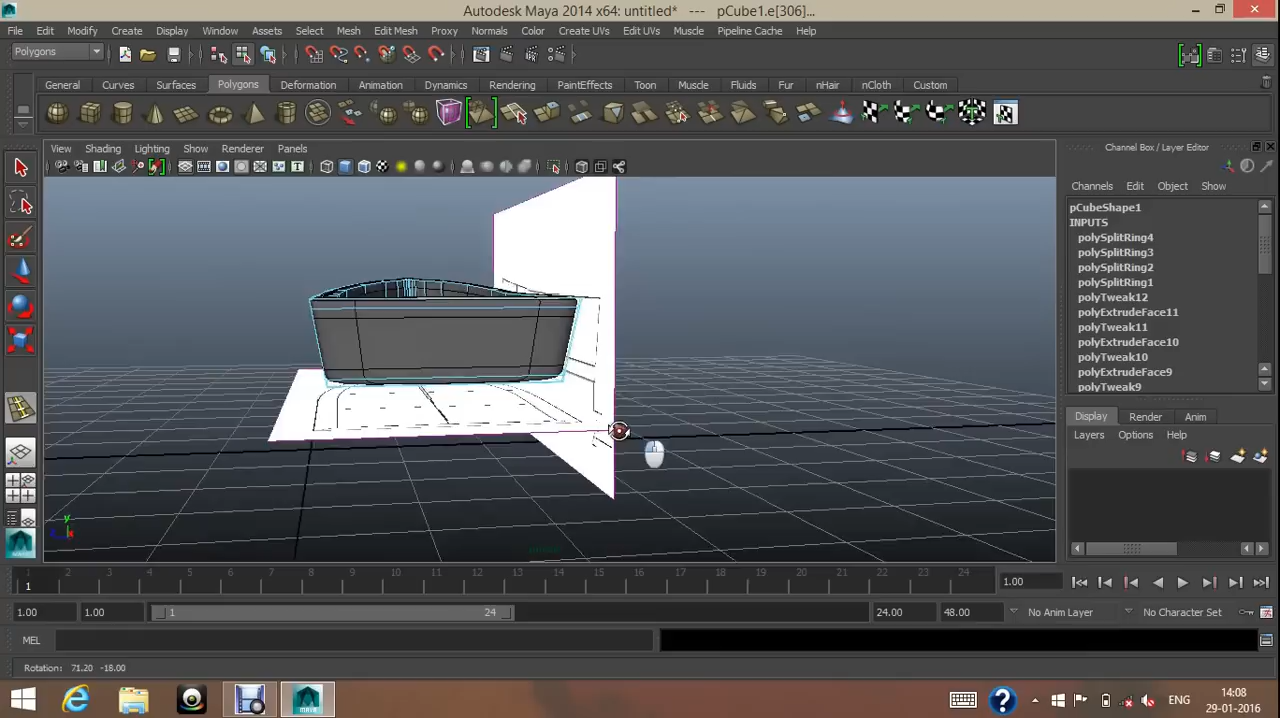 Autodesk Maya 2014 x64: untitled* --- pCube1.e[306]...
File Edit Modify Create Display Window Assets Select Mesh Edit Mesh Proxy Normals Color Create UVs Edit UVs Muscle Pipeline Cache Help
Polygons
General Curves Surfaces Polygons Deformation Animation Dynamics Rendering PaintEffects Toon Muscle Fluids Fur nHair nCloth Custom
View Shading Lighting Show Renderer Panels
Channel Box / Layer Editor
Channels Edit Object Show
pCubeShape1
INPUTS
polySplitRing4
polySplitRing3
polySplitRing2
polySplitRing1
polyTweak12
polyExtrudeFace11
polyTweak11
polyExtrudeFace10
polyTweak10
polyExtrudeFace9
polyTweak9
Display Render Anim
Layers Options Help
y
x
1 2 3 4 5 6 7 8 9 10 11 12 13 14 15 16 17 18 19 20 21 22 23 24
1
1.00
1.00 1.00 1 24 24.00 48.00 No Anim Layer No Character Set
MEL
Rotation: 71.20 -18.00
ENG
14:08
29-01-2016